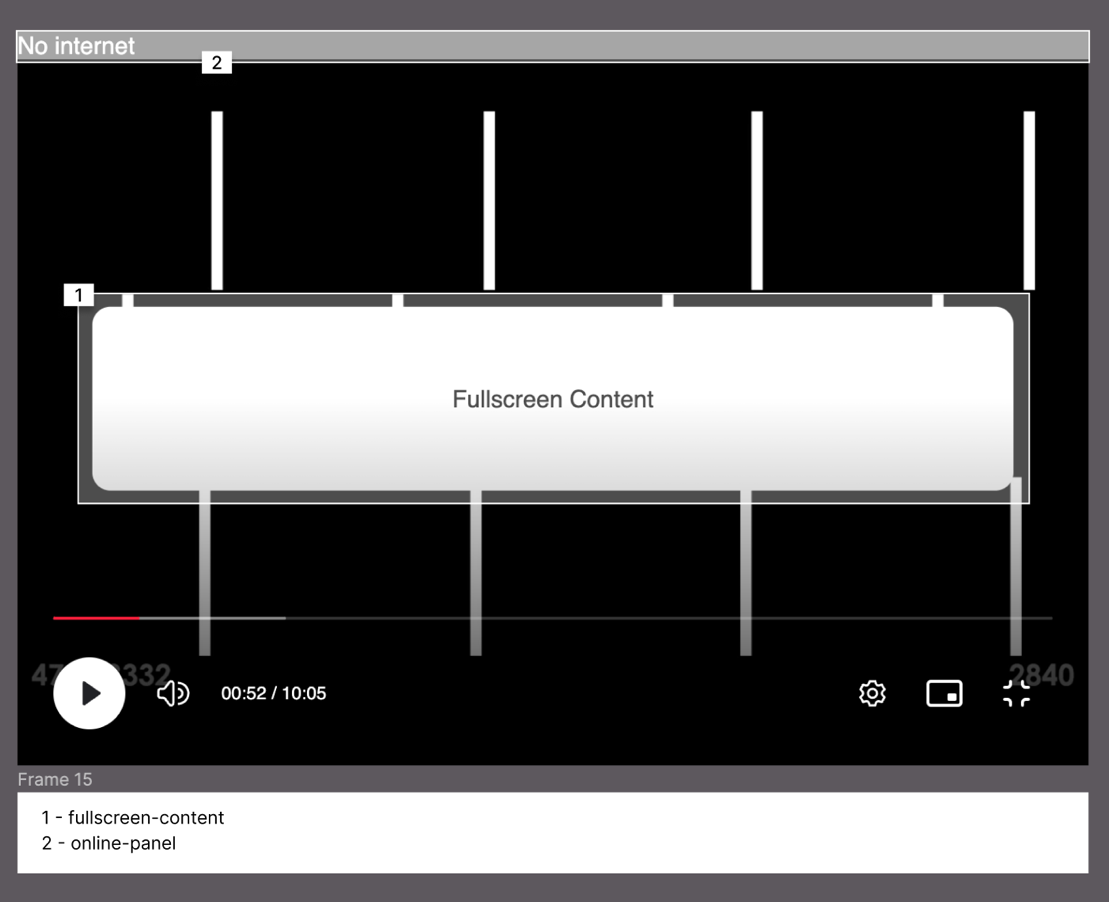 No internet
2
1
Fullscreen Content
2840
00:52 / 10:05
Frame 15
1 - fullscreen-content
2 - online-panel